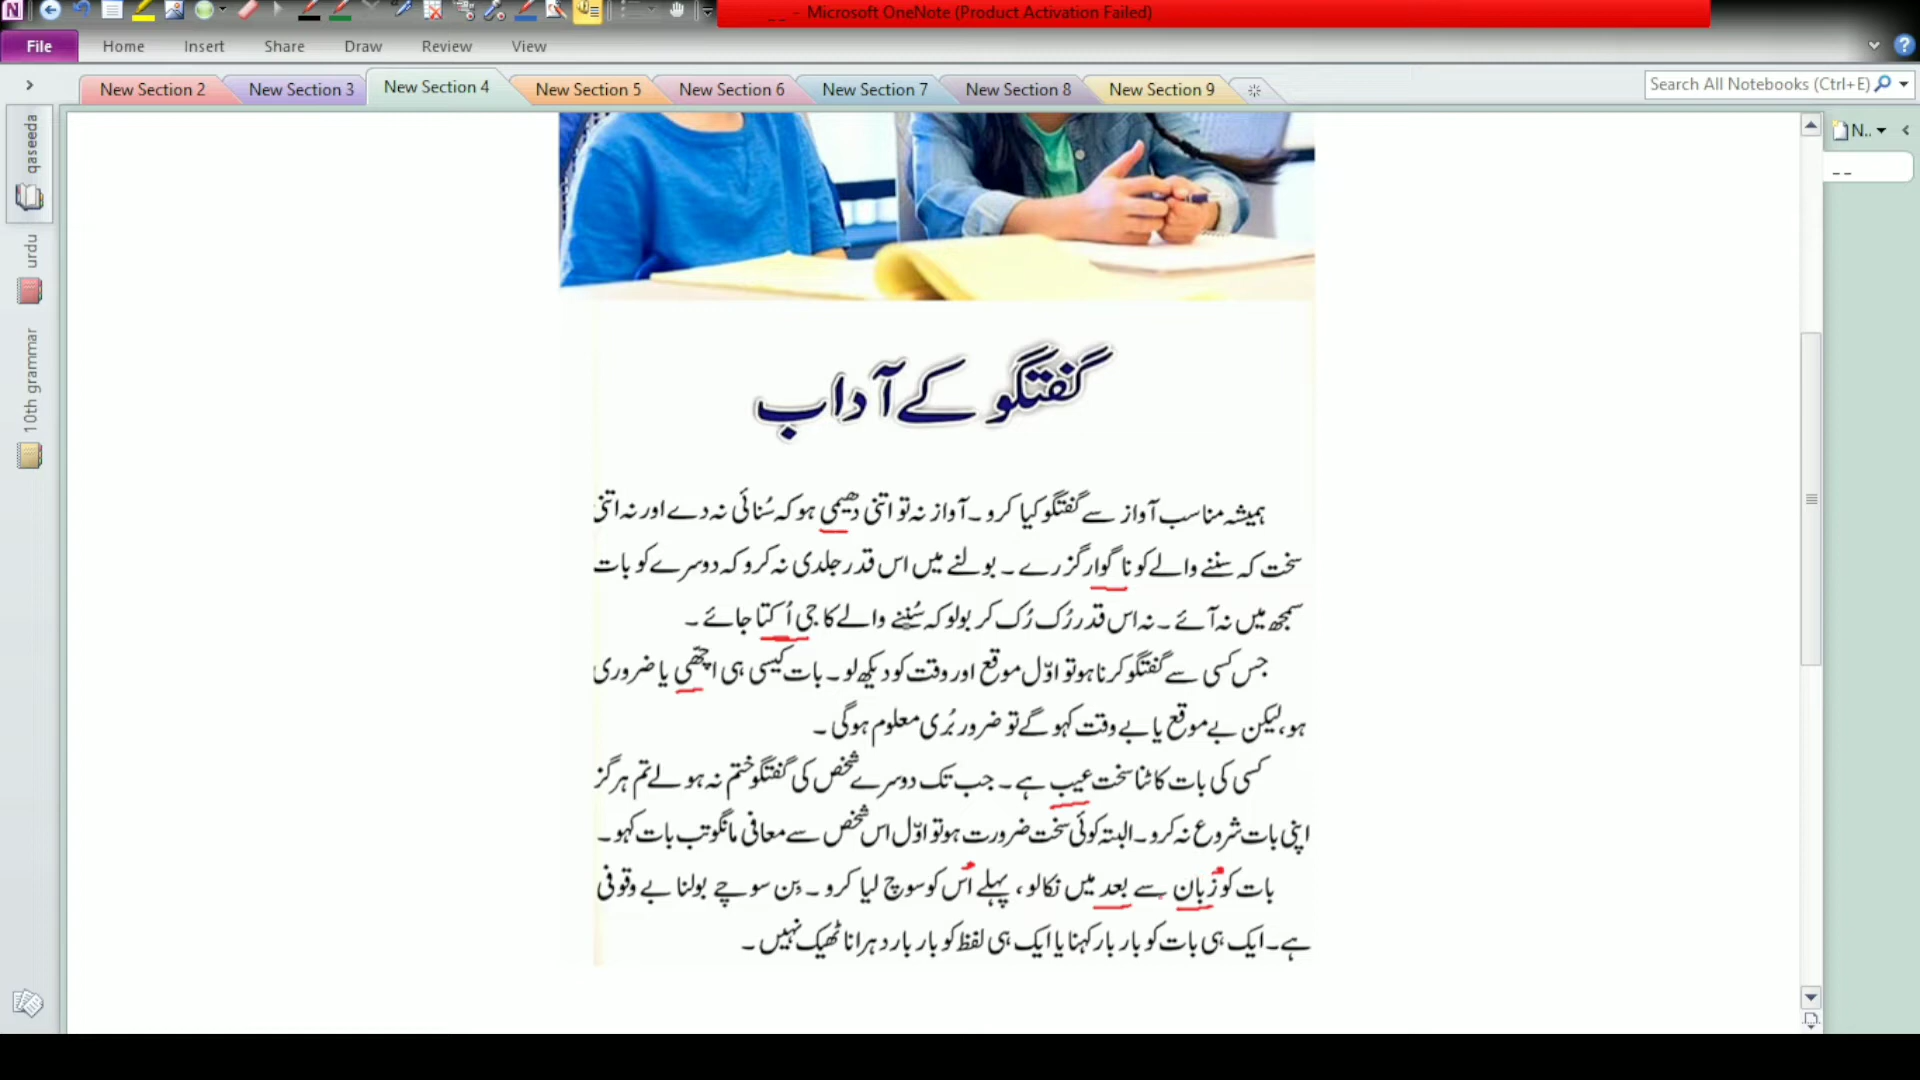 _ _ - Microsoft OneNote (Product Activation Failed)
File Home Insert Share Draw Review View
New Section 2 New Section 3 New Section 4 New Section 5 New Section 6 New Section 7 New Section 8 New Section 9
Search All Notebooks (Ctrl+E)
N..
_ _
qaseeda
urdu
10th grammar
گفتگو کے آداب
ہمیشہ مناسب آواز سے گفتگو کیا کرو۔ آواز نہ تو اتنی دھیمی ہو کہ سُنائی نہ دے اور نہ اتنی
سخت کہ سننے والے کو نا گوار گزرے ۔ بولنے میں اس قدر جلدی نہ کرو کہ دوسرے کو بات
سمجھ میں نہ آئے ۔ نہ اس قدر رُک رُک کر بولو کہ سُننے والے کا جی اُکتا جائے ۔
جس کسی سے گفتگو کرنا ہو تو اوّل موقع اور وقت کو دیکھ لو ۔ بات کیسی ہی اچھّی یا ضروری
ہو، لیکن بے موقع یا بے وقت کہو گے تو ضرور بُری معلوم ہوگی ۔
کسی کی بات کاٹنا سخت عیب ہے ۔ جب تک دوسرے شخص کی گفتگو ختم نہ ہو لے تم ہرگز
اپنی بات شروع نہ کرو۔ البتہ کوئی سخت ضرورت ہو تو اوّل اس شخص سے معافی مانگو تب بات کہو ۔
بات کو زبان سے بعد میں نکالو ، پہلے اُس کو سوچ لیا کرو ۔ بِن سوچے بولنا بے وقوفی
ہے۔ ایک ہی بات کو بار بار کہنا یا ایک ہی لفظ کو بار بار دہرانا ٹھیک نہیں ۔
?